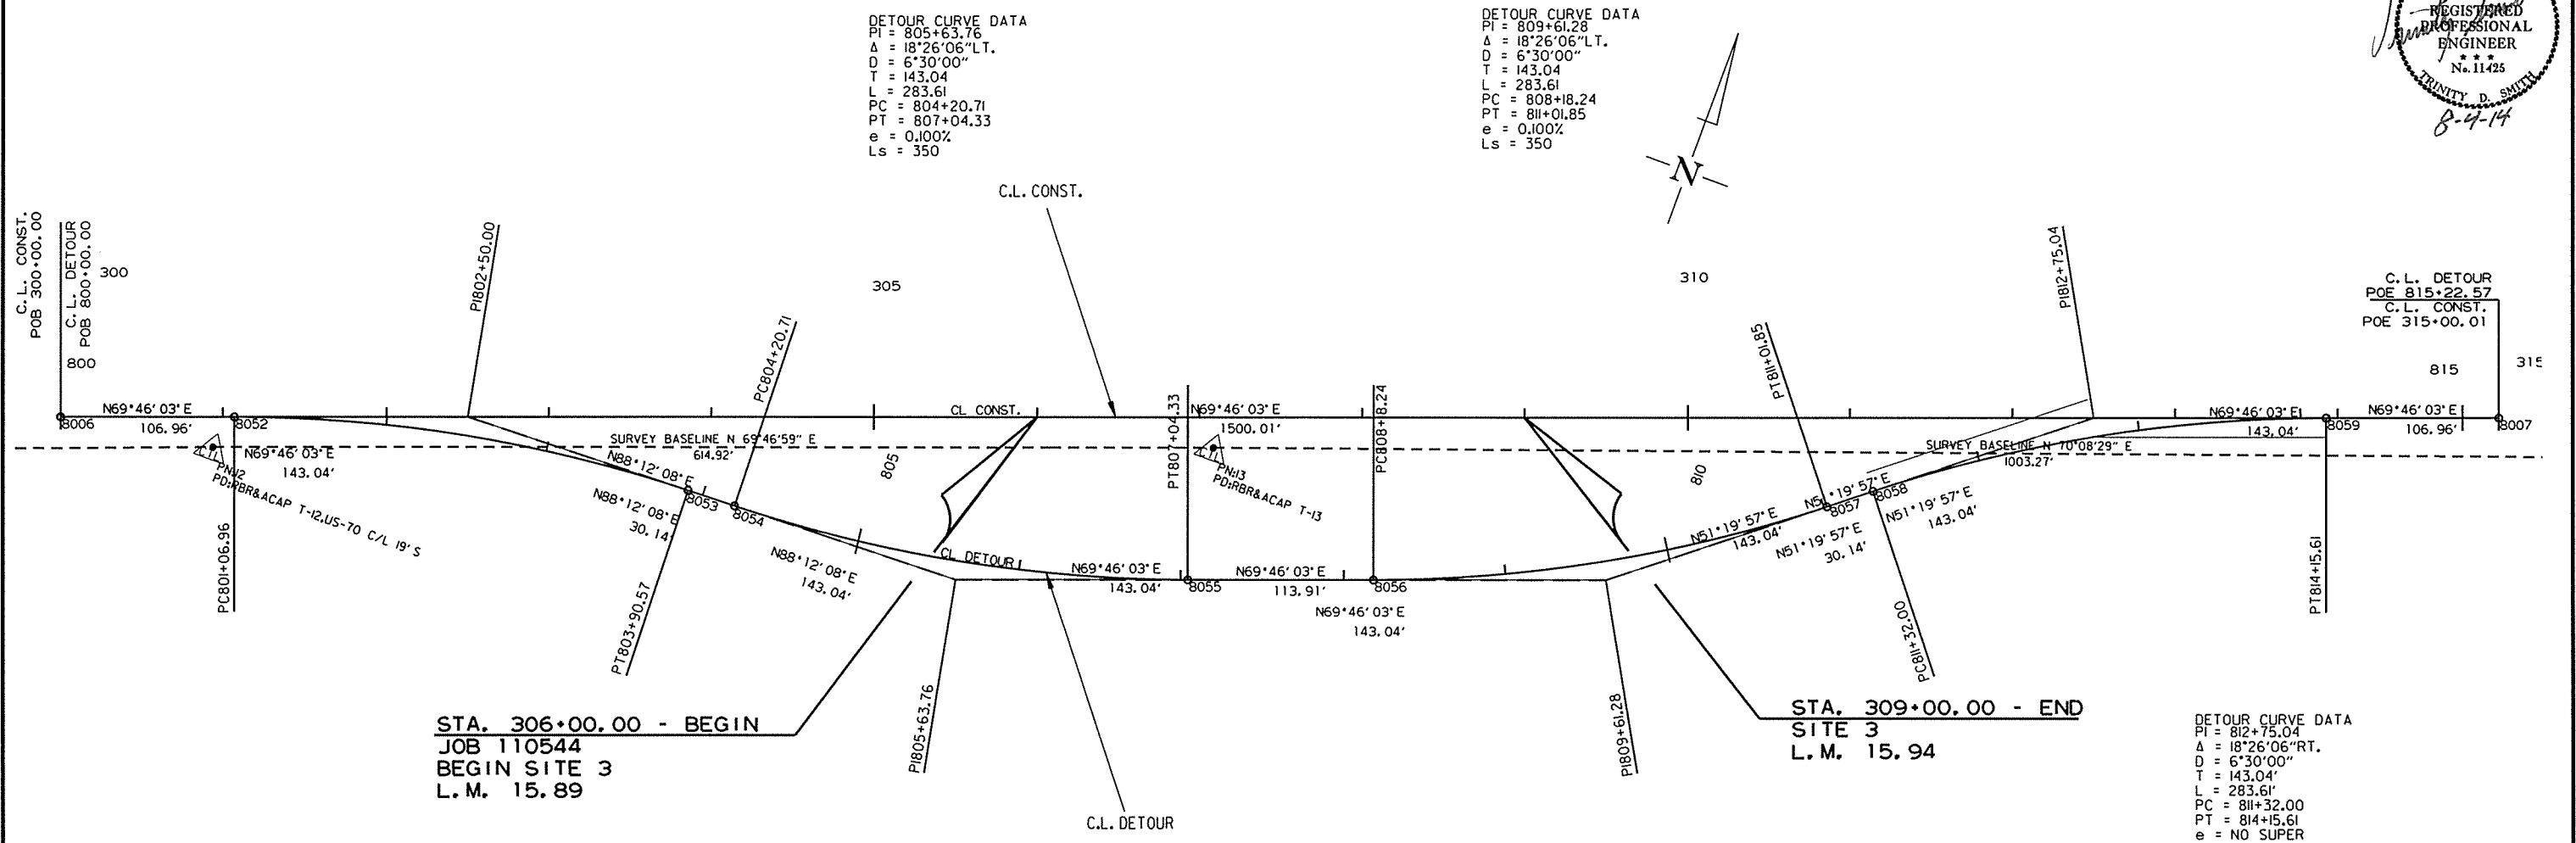 DETOUR CURVE DATA
PI = 805+63.76
Δ = 18°26'06"LT.
D = 6°30'00"
T = 143.04
L = 283.61
PC = 804+20.71
PT = 807+04.33
e = 0.100%
Ls = 350
DETOUR CURVE DATA
PI = 809+61.28
Δ = 18°26'06"LT.
D = 6°30'00"
T = 143.04
L = 283.61
PC = 808+18.24
PT = 811+01.85
e = 0.100%
Ls = 350
REGISTERED
PROFESSIONAL
ENGINEER
★ ★ ★
No. 11425
TRINITY D. SMITH
8-4-14
N
C.L. CONST.
C.L. CONST.
POB 300+00.00
C.L. DETOUR
POB 800+00.00
300
800
PI802+50.00
305
PC804+20.71
310
PT811+01.85
PI812+75.04
C.L. DETOUR
POE 815+22.57
C.L. CONST.
POE 315+00.01
815
315
N69°46'03"E
106.96'
8006
8052
CL CONST.
PT807+04.33
N69°46'03"E
1500.01'
PC808+18.24
N69°46'03"E
143.04'
8059
N69°46'03"E
106.96'
8007
SURVEY BASELINE N 69°46'59" E
614.92'
SURVEY BASELINE N 70°08'29" E
1003.27'
N69°46'03"E
143.04'
PN:12
PD:RBR&ACAP T-12,US-70 C/L 19' S
PC801+06.96
N88°12'08"E
N88°12'08"E
30.14'
8053
8054
PT803+90.57
805
N88°12'08"E
143.04'
CL DETOUR
N69°46'03"E
143.04'
8055
N69°46'03"E
113.91'
8056
N69°46'03"E
143.04'
PN:13
PD:RBR&ACAP T-13
810
N51°19'57"E
143.04'
N51°19'57"E
8057
8058
N51°19'57"E
30.14'
N51°19'57"E
143.04'
PC811+32.00
PT814+15.61
PI805+63.76
PI809+61.28
STA. 306+00.00 - BEGIN
JOB 110544
BEGIN SITE 3
L.M. 15.89
C.L. DETOUR
STA. 309+00.00 - END
SITE 3
L.M. 15.94
DETOUR CURVE DATA
PI = 812+75.04
Δ = 18°26'06"RT.
D = 6°30'00"
T = 143.04'
L = 283.61'
PC = 811+32.00
PT = 814+15.61
e = NO SUPER